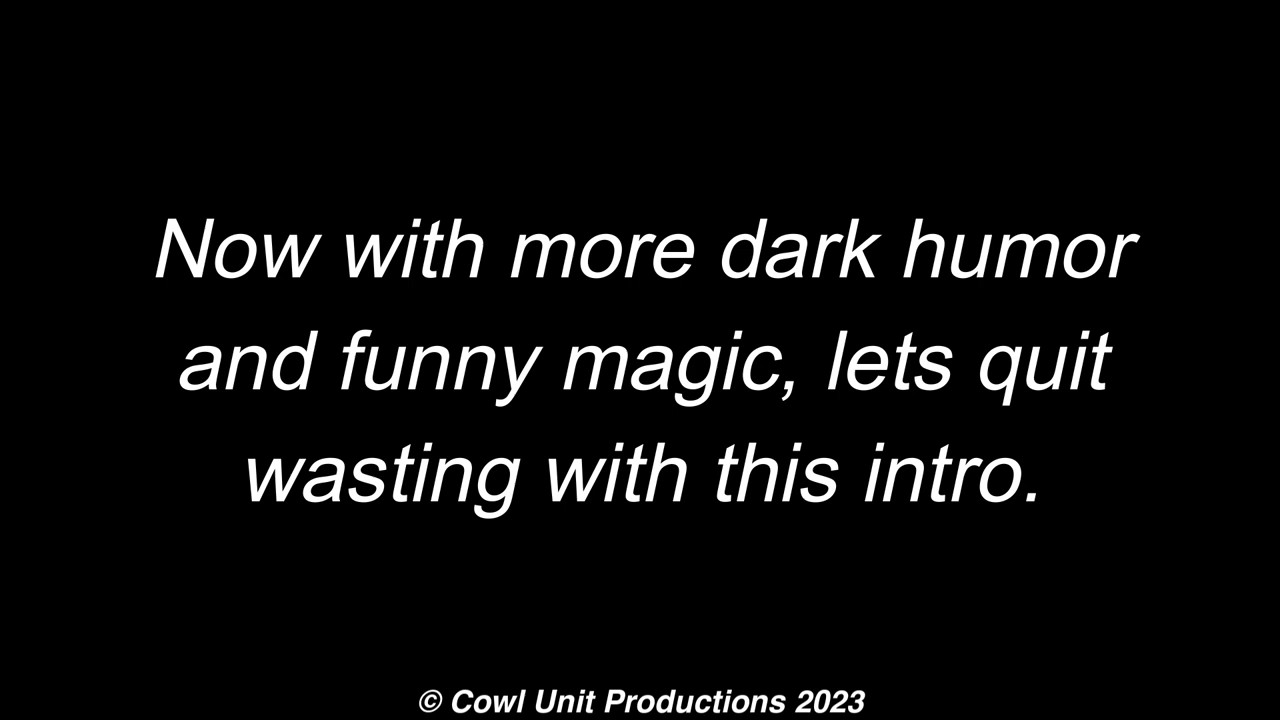 Now with more dark humor
and funny magic, lets quit
wasting with this intro.
© Cowl Unit Productions 2023